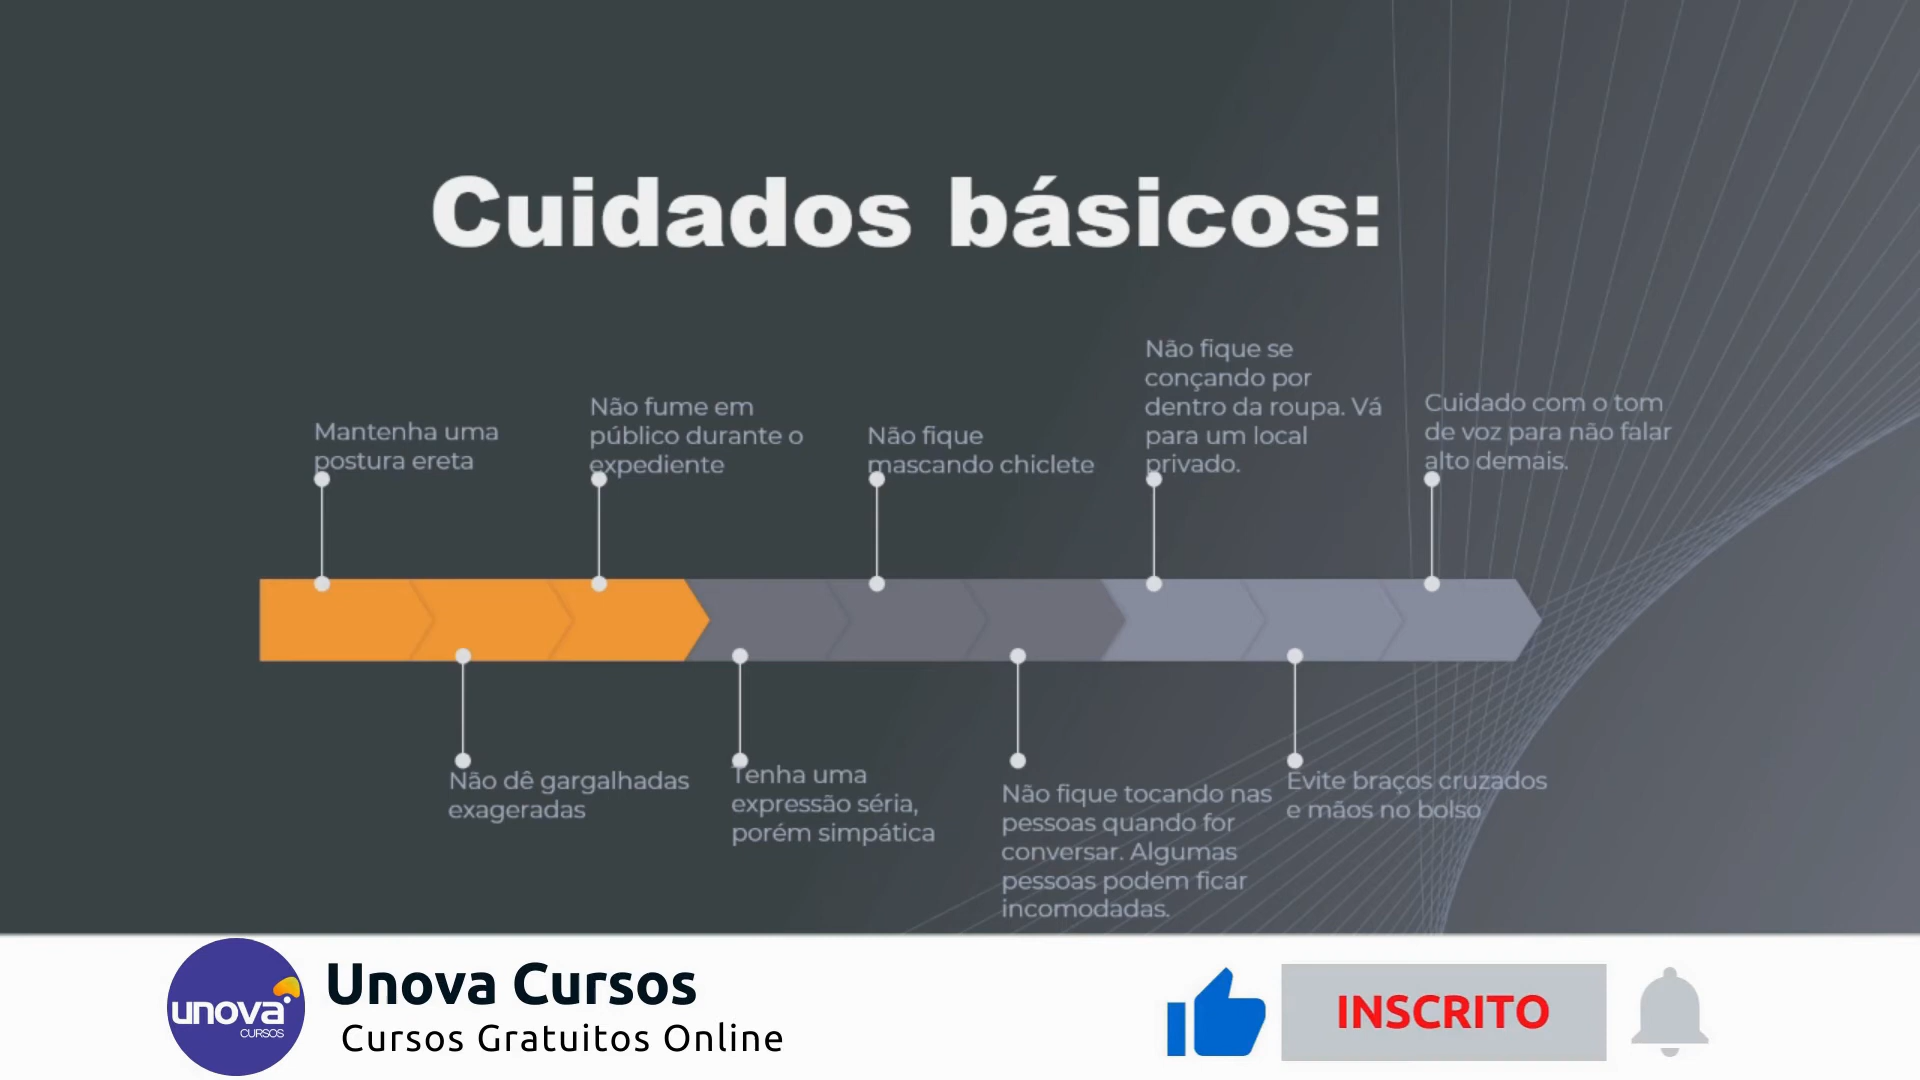 Cuidados básicos:
Mantenha uma
postura ereta
Não fume em
público durante o
expediente
Não fique
mascando chiclete
Não fique se
conçando por
dentro da roupa. Vá
para um local
privado.
Cuidado com o tom
de voz para não falar
alto demais.
Não dê gargalhadas
exageradas
Tenha uma
expressão séria,
porém simpática
Não fique tocando nas
pessoas quando for
conversar. Algumas
pessoas podem ficar
incomodadas.
Evite braços cruzados
e mãos no bolso
unova
CURSOS
Unova Cursos
Cursos Gratuitos Online
INSCRITO